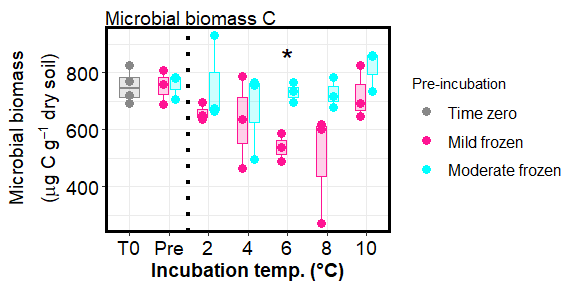 Microbial biomass C
Microbial biomass
(μg C g⁻¹ dry soil)
800
600
400
*
T0 Pre 2 4 6 8 10
Incubation temp. (°C)
Pre-incubation
Time zero
Mild frozen
Moderate frozen